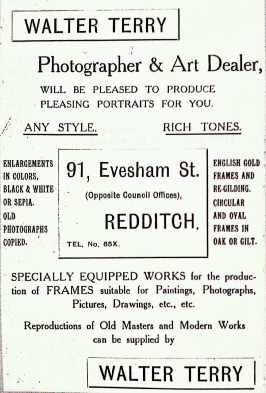 WALTER TERRY
Photographer & Art Dealer,
WILL BE PLEASED TO PRODUCE
PLEASING PORTRAITS FOR YOU.
ANY STYLE. RICH TONES.
ENLARGEMENTS
IN COLORS,
BLACK & WHITE
OR SEPIA.
OLD
PHOTOGRAPHS
COPIED.
91, Evesham St.
(Opposite Council Offices),
REDDITCH.
TEL, No. 65X.
ENGLISH GOLD
FRAMES AND
RE-GILDING.
CIRCULAR
AND OVAL
FRAMES IN
OAK OR GILT.
SPECIALLY EQUIPPED WORKS for the produc-
tion of FRAMES suitable for Paintings, Photographs,
Pictures, Drawings, etc., etc.
Reproductions of Old Masters and Modern Works
can be supplied by
WALTER TERRY